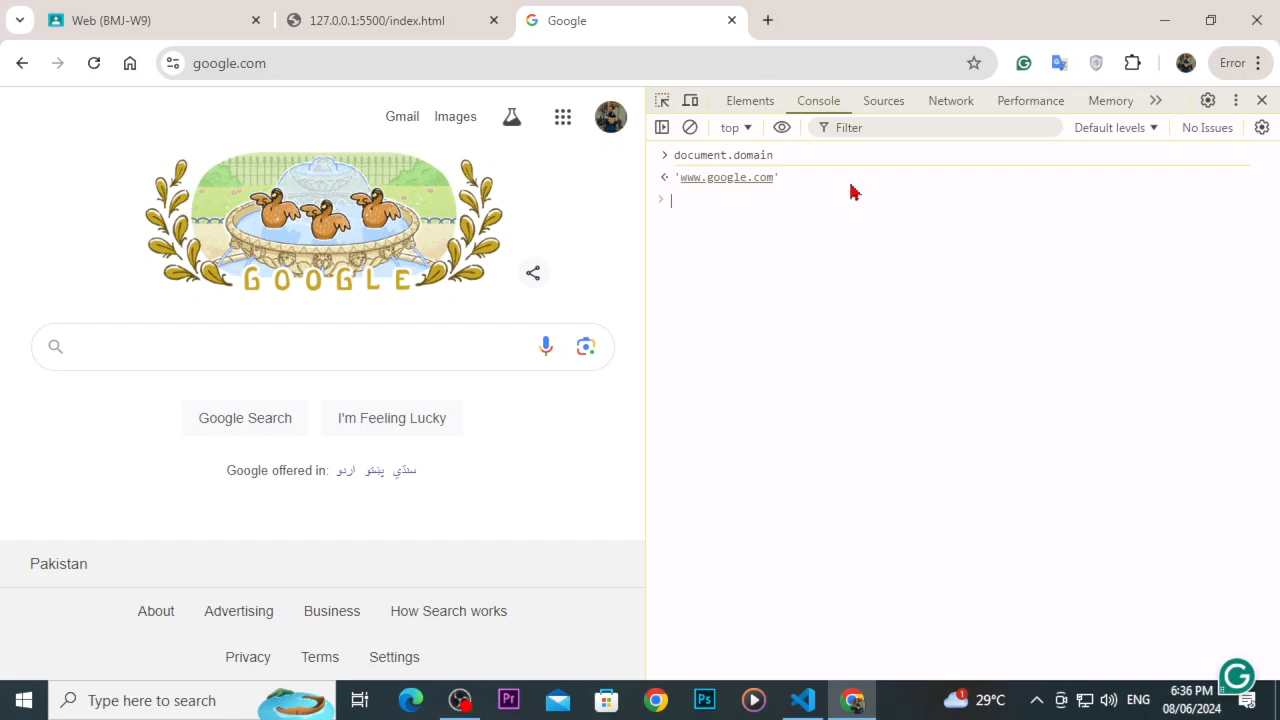 Web (BMJ-W9)
127.0.0.1:5500/index.html
Google
google.com
Error
Gmail Images
GOOGLE
Google Search
I'm Feeling Lucky
Google offered in: اردو پښتو سنڌي
Pakistan
About Advertising Business How Search works
Privacy Terms Settings
Elements Console Sources Network Performance Memory
top Filter Default levels No Issues
document.domain
'www.google.com'
Type here to search
Pr
Ps
1
29°C
ENG
6:36 PM
08/06/2024